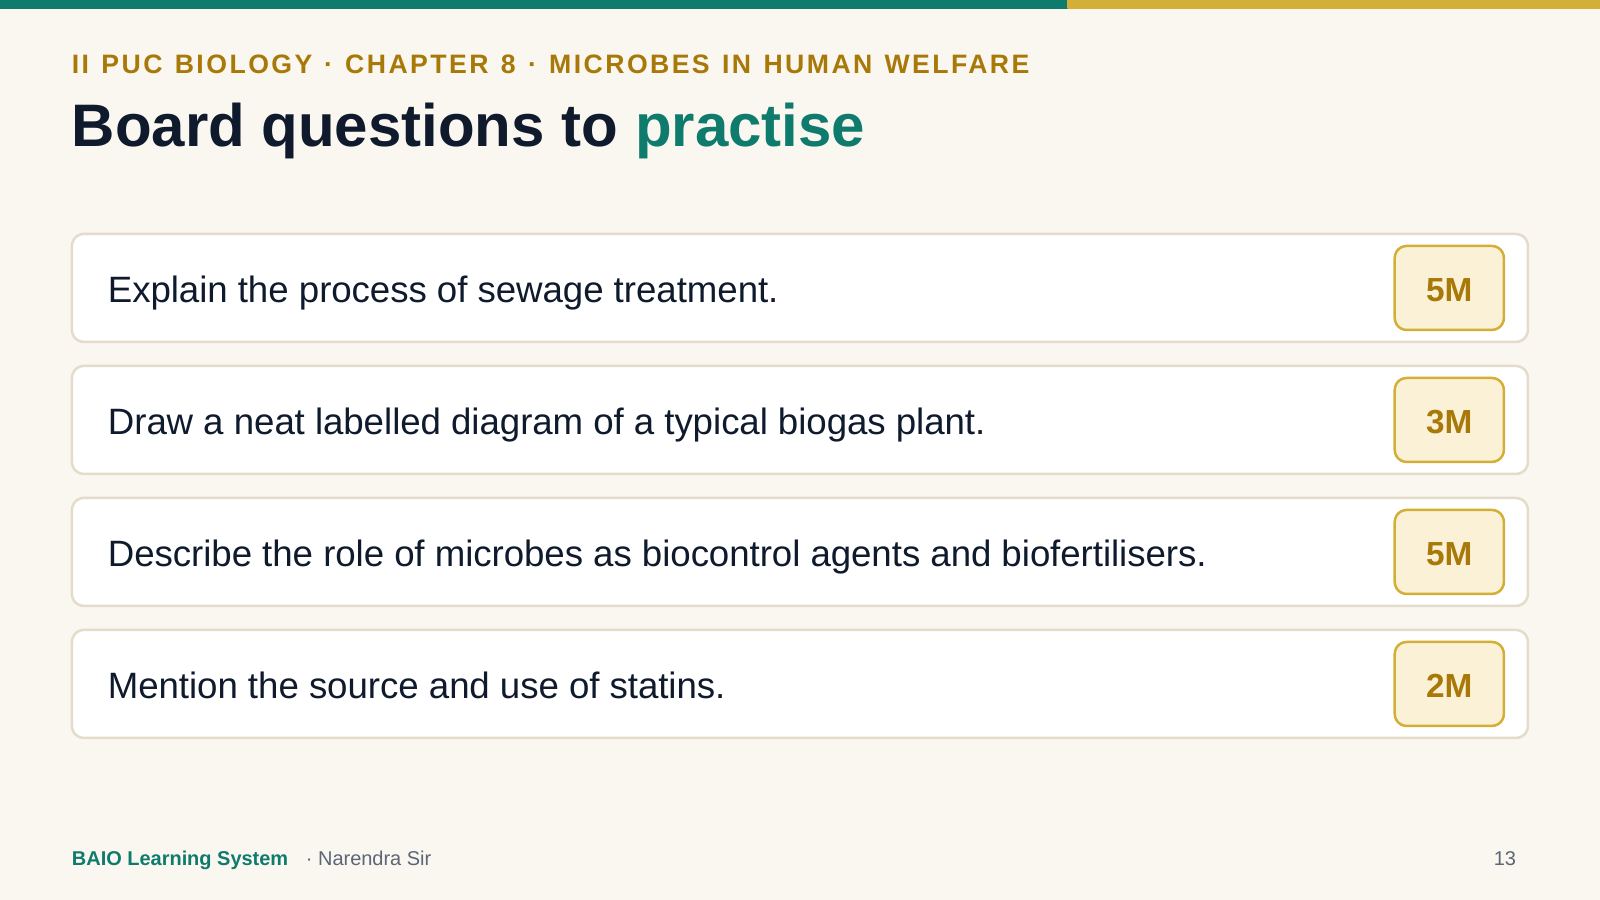 II PUC BIOLOGY · CHAPTER 8 · MICROBES IN HUMAN WELFARE
Board questions to practise
Explain the process of sewage treatment.
5M
Draw a neat labelled diagram of a typical biogas plant.
3M
Describe the role of microbes as biocontrol agents and biofertilisers.
5M
Mention the source and use of statins.
2M
BAIO Learning System · Narendra Sir
13